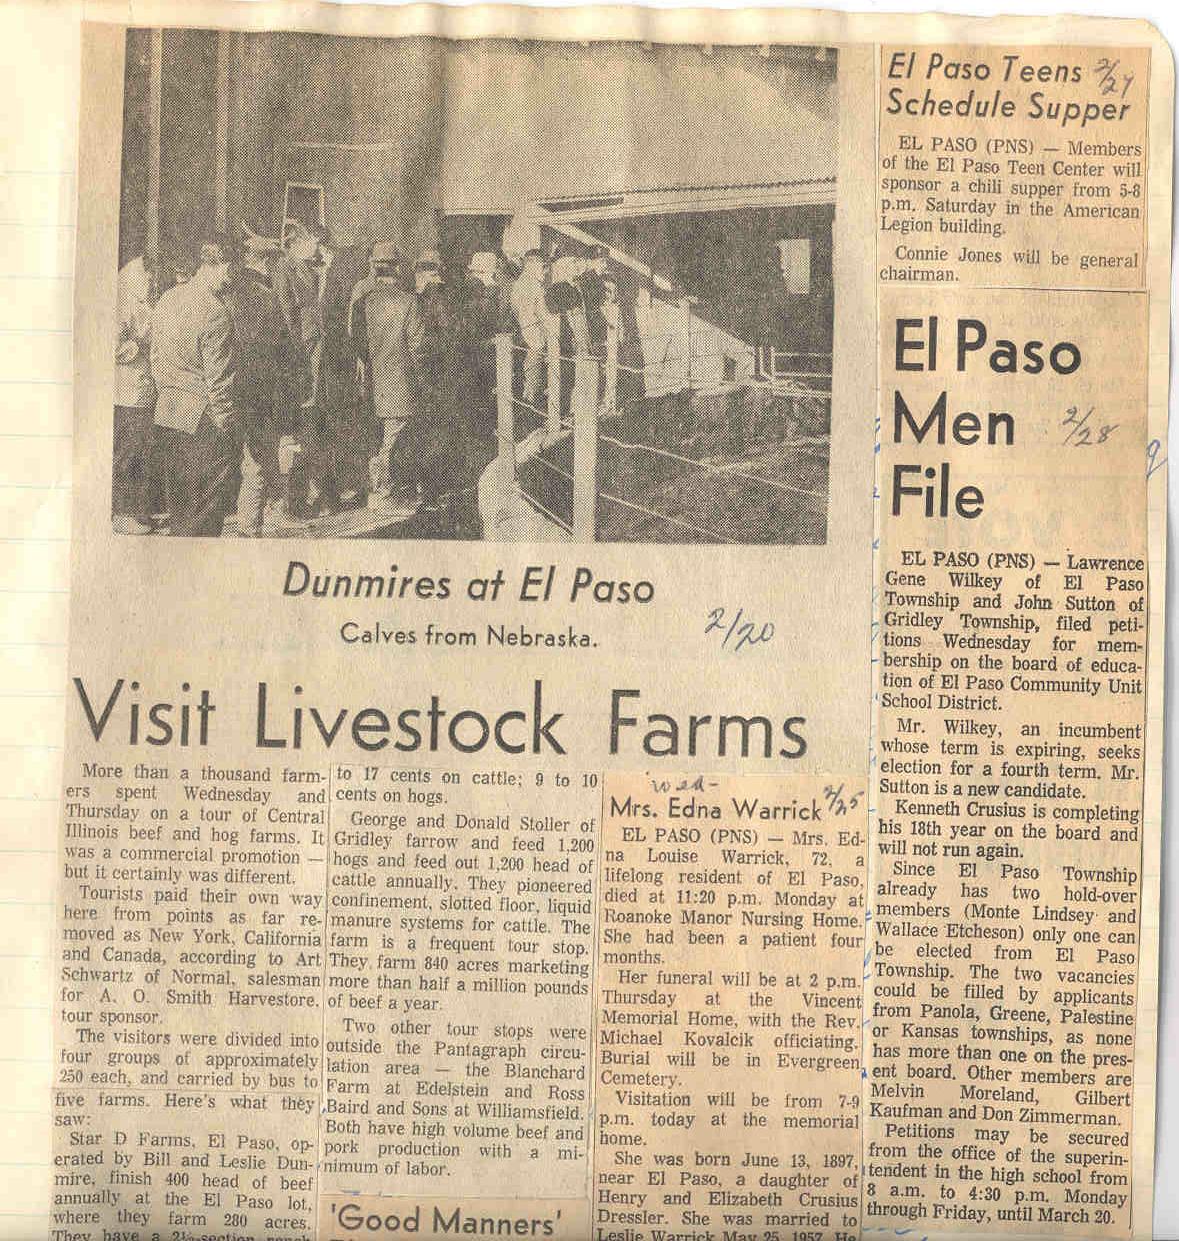 Dunmires at El Paso
Calves from Nebraska.
2/20
Visit Livestock Farms
More than a thousand farm-
ers spent Wednesday and
Thursday on a tour of Central
Illinois beef and hog farms. It
was a commercial promotion —
but it certainly was different.
Tourists paid their own way
here from points as far re-
moved as New York, California
and Canada, according to Art
Schwartz of Normal, salesman
for A. O. Smith Harvestore,
tour sponsor.
The visitors were divided into
four groups of approximately
250 each, and carried by bus to
five farms. Here's what they
saw:
Star D Farms, El Paso, op-
erated by Bill and Leslie Dun-
mire, finish 400 head of beef
annually at the El Paso lot,
where they farm 280 acres.
They have a 2½-section ranch
to 17 cents on cattle; 9 to 10
cents on hogs.
George and Donald Stoller of
Gridley farrow and feed 1,200
hogs and feed out 1,200 head of
cattle annually. They pioneered
confinement, slotted floor, liquid
manure systems for cattle. The
farm is a frequent tour stop.
They farm 840 acres marketing
more than half a million pounds
of beef a year.
Two other tour stops were
outside the Pantagraph circu-
lation area — the Blanchard
Farm at Edelstein and Ross
Baird and Sons at Williamsfield.
Both have high volume beef and
pork production with a mi-
nimum of labor.
'Good Manners'
wed-
Mrs. Edna Warrick 2/25
EL PASO (PNS) — Mrs. Ed-
na Louise Warrick, 72, a
lifelong resident of El Paso,
died at 11:20 p.m. Monday at
Roanoke Manor Nursing Home.
She had been a patient four
months.
Her funeral will be at 2 p.m.
Thursday at the Vincent
Memorial Home, with the Rev.
Michael Kovalcik officiating.
Burial will be in Evergreen
Cemetery.
Visitation will be from 7-9
p.m. today at the memorial
home.
She was born June 13, 1897,
near El Paso, a daughter of
Henry and Elizabeth Crusius
Dressler. She was married to
Leslie Warrick May 25, 1957. He
El Paso Teens 2/27
Schedule Supper
EL PASO (PNS) — Members
of the El Paso Teen Center will
sponsor a chili supper from 5-8
p.m. Saturday in the American
Legion building.
Connie Jones will be general
chairman.
El Paso
Men 2/28
File
EL PASO (PNS) — Lawrence
Gene Wilkey of El Paso
Township and John Sutton of
Gridley Township, filed peti-
tions Wednesday for mem-
bership on the board of educa-
tion of El Paso Community Unit
School District.
Mr. Wilkey, an incumbent
whose term is expiring, seeks
election for a fourth term. Mr.
Sutton is a new candidate.
Kenneth Crusius is completing
his 18th year on the board and
will not run again.
Since El Paso Township
already has two hold-over
members (Monte Lindsey and
Wallace Etcheson) only one can
be elected from El Paso
Township. The two vacancies
could be filled by applicants
from Panola, Greene, Palestine
or Kansas townships, as none
has more than one on the pres-
ent board. Other members are
Melvin Moreland, Gilbert
Kaufman and Don Zimmerman.
Petitions may be secured
from the office of the superin-
tendent in the high school from
8 a.m. to 4:30 p.m. Monday
through Friday, until March 20.